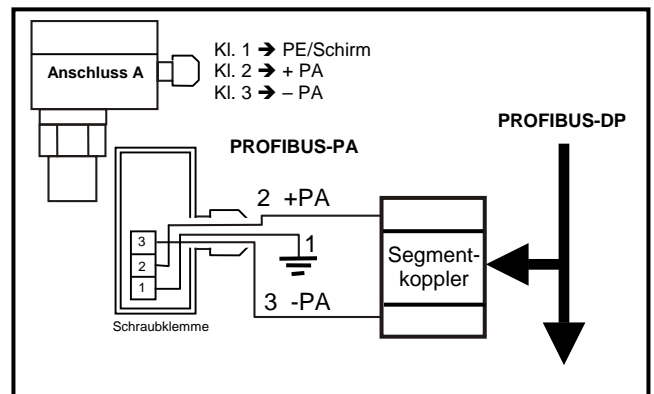 Anschluss A
Kl. 1 ➔ PE/Schirm
Kl. 2 ➔ + PA
Kl. 3 ➔ – PA
PROFIBUS-DP
PROFIBUS-PA
2 +PA
1
3 -PA
3
2
1
Schraubklemme
Segment-
koppler